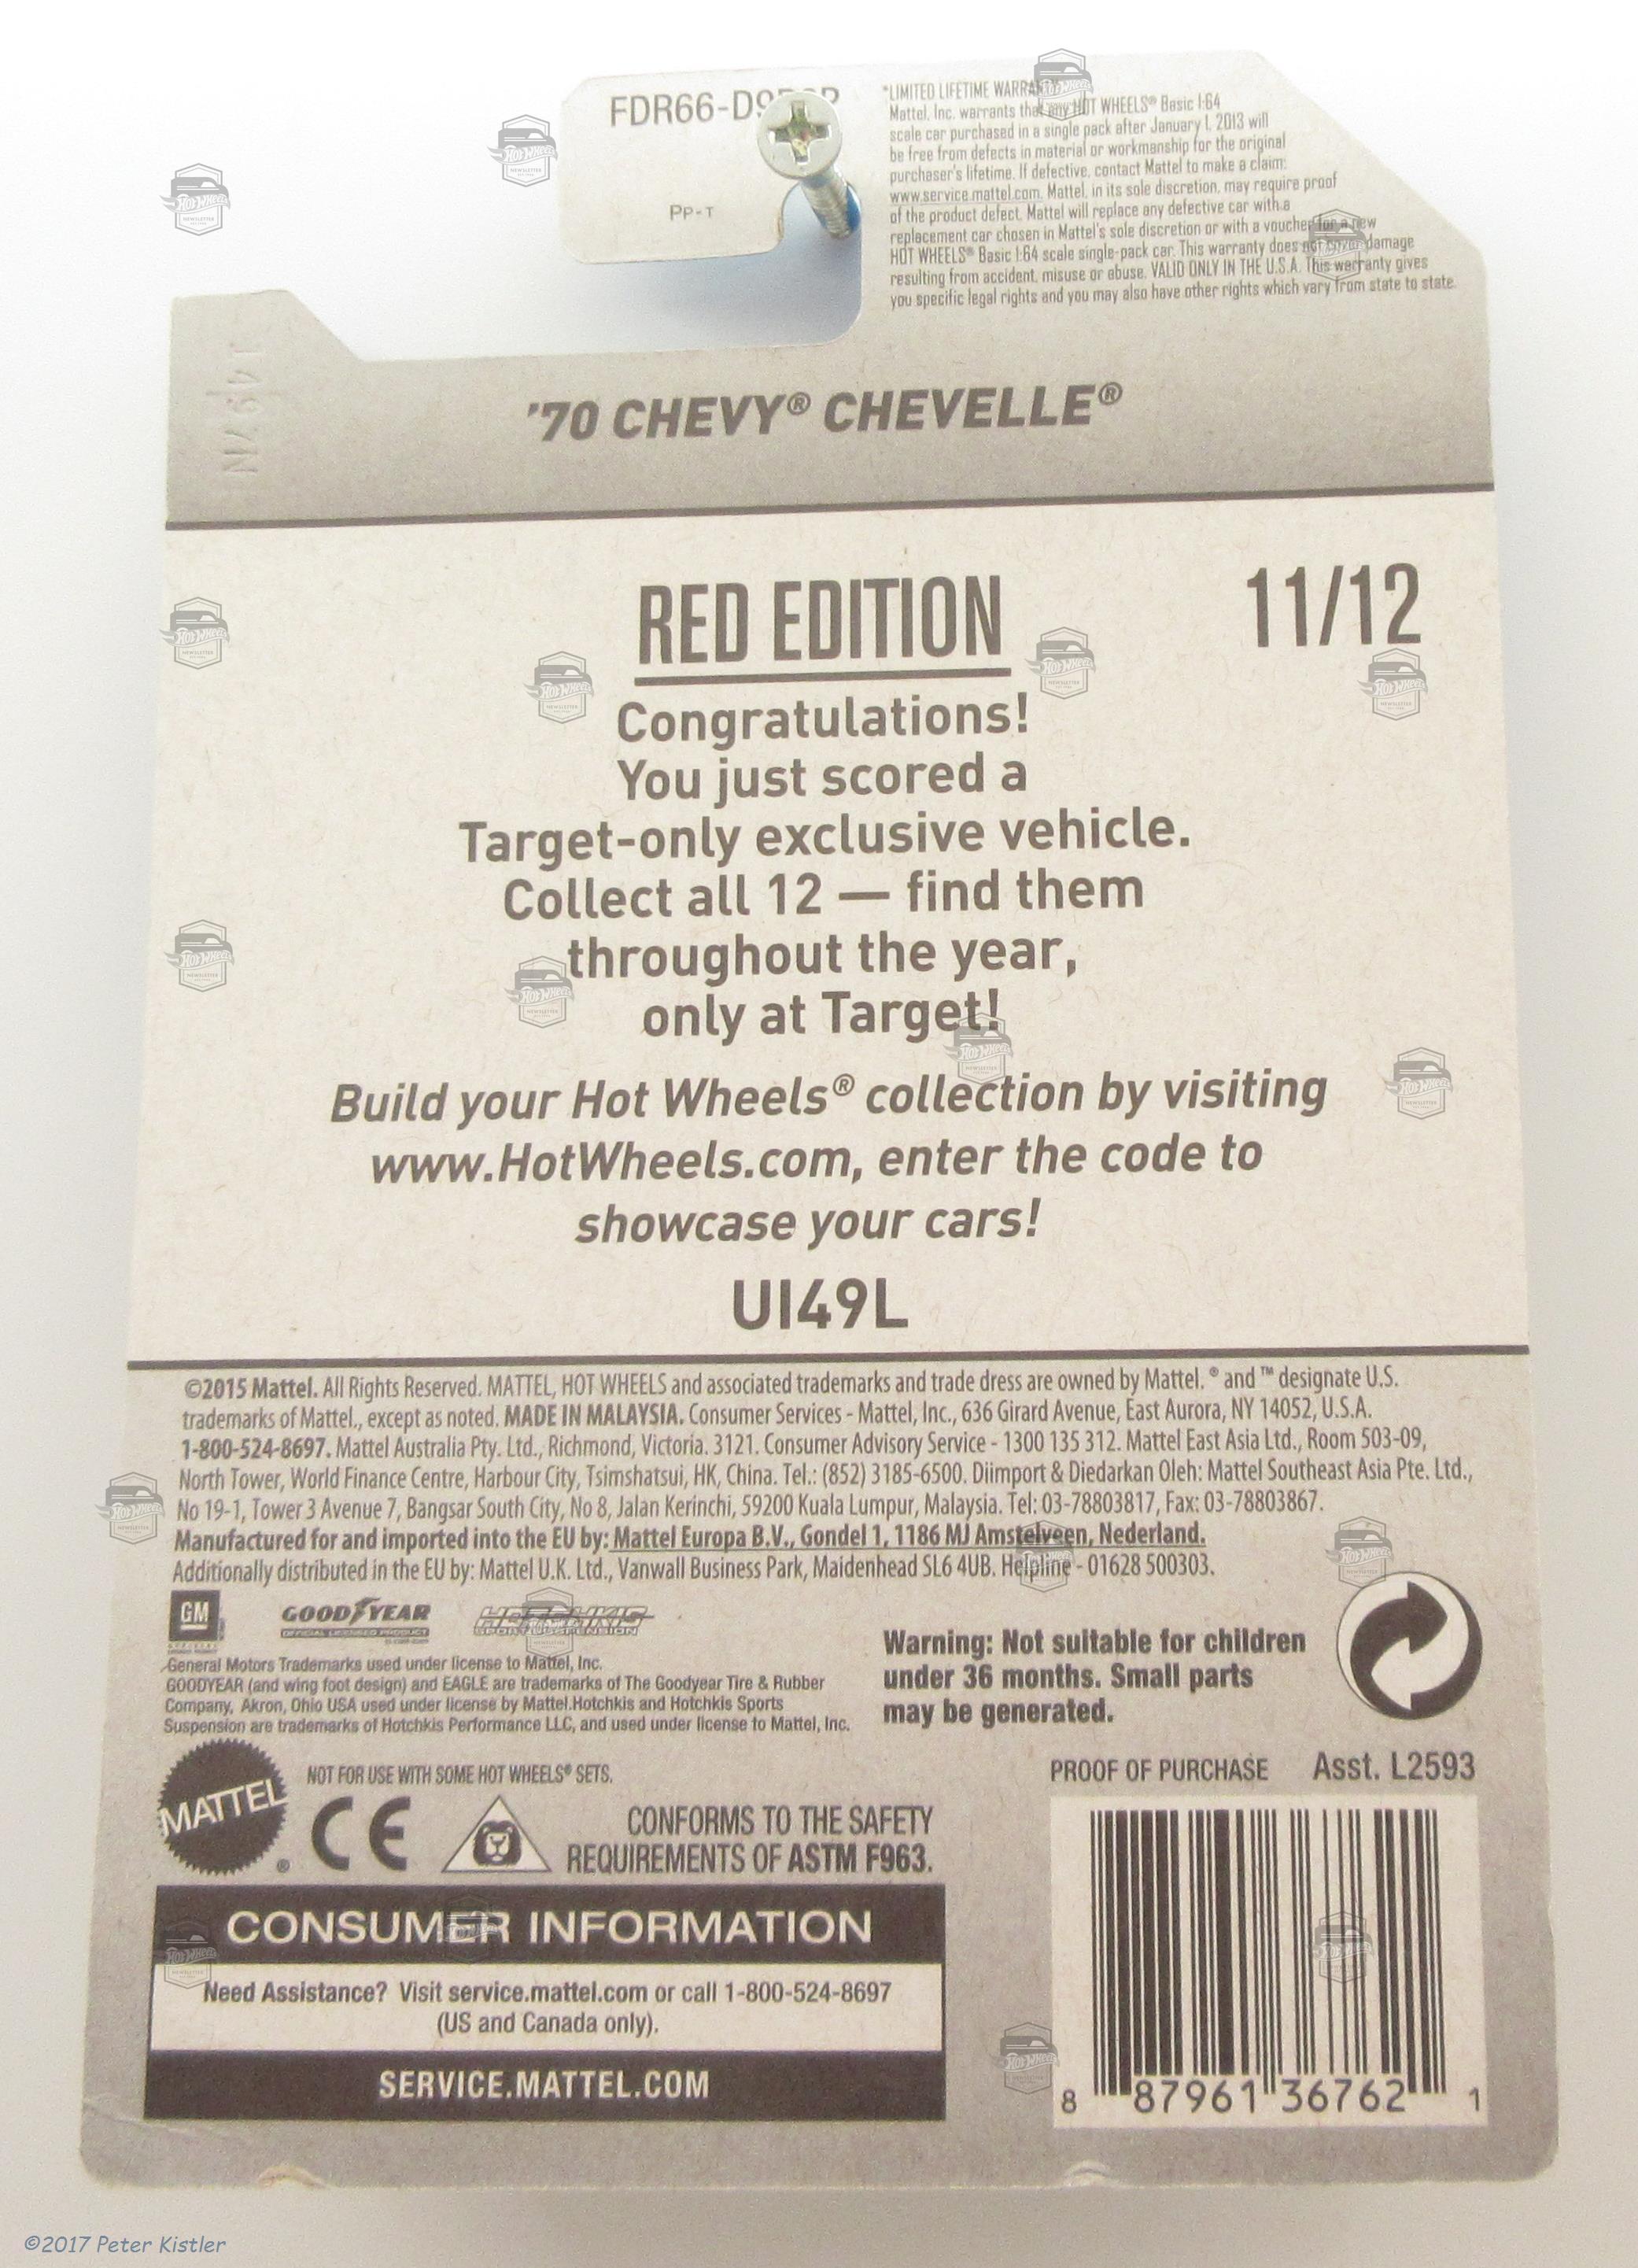 FDR66-D9
PP-T
*LIMITED LIFETIME
Mattel, Inc. warrants that any HOT WHEELS® Basic 1:64
scale car purchased in a single pack after January 1, 2013 will
be free from defects in material or workmanship for the original
purchaser's lifetime. If defective, contact Mattel to make a claim:
www.service.mattel.com. Mattel, in its sole discretion, may require proof
of the product defect. Mattel will replace any defective car with a
replacement car chosen in Mattel's sole discretion or with a voucher for a new
HOT WHEELS® Basic 1:64 scale single-pack car. This warranty does not cover damage
resulting from accident, misuse or abuse. VALID ONLY IN THE U.S.A. This warranty gives
you specific legal rights and you may also have other rights which vary from state to state.
'70 CHEVY® CHEVELLE®
RED EDITION
11/12
Congratulations!
You just scored a
Target-only exclusive vehicle.
Collect all 12 — find them
throughout the year,
only at Target!
Build your Hot Wheels® collection by visiting
www.HotWheels.com, enter the code to
showcase your cars!
UI49L
©2015 Mattel. All Rights Reserved. MATTEL, HOT WHEELS and associated trademarks and trade dress are owned by Mattel. ® and ™ designate U.S.
trademarks of Mattel., except as noted. MADE IN MALAYSIA. Consumer Services - Mattel, Inc., 636 Girard Avenue, East Aurora, NY 14052, U.S.A.
1-800-524-8697. Mattel Australia Pty. Ltd., Richmond, Victoria. 3121. Consumer Advisory Service - 1300 135 312. Mattel East Asia Ltd., Room 503-09,
North Tower, World Finance Centre, Harbour City, Tsimshatsui, HK, China. Tel.: (852) 3185-6500. Diimport & Diedarkan Oleh: Mattel Southeast Asia Pte. Ltd.,
No 19-1, Tower 3 Avenue 7, Bangsar South City, No 8, Jalan Kerinchi, 59200 Kuala Lumpur, Malaysia. Tel: 03-78803817, Fax: 03-78803867.
Manufactured for and imported into the EU by: Mattel Europa B.V., Gondel 1, 1186 MJ Amstelveen, Nederland.
Additionally distributed in the EU by: Mattel U.K. Ltd., Vanwall Business Park, Maidenhead SL6 4UB. Helpline - 01628 500303.
GM
GOODYEAR
OFFICIAL LICENSED PRODUCT
HOTCHKIS
SPORT SUSPENSION
General Motors Trademarks used under license to Mattel, Inc.
GOODYEAR (and wing foot design) and EAGLE are trademarks of The Goodyear Tire & Rubber
Company, Akron, Ohio USA used under license by Mattel.Hotchkis and Hotchkis Sports
Suspension are trademarks of Hotchkis Performance LLC, and used under license to Mattel, Inc.
Warning: Not suitable for children
under 36 months. Small parts
may be generated.
MATTEL®
NOT FOR USE WITH SOME HOT WHEELS® SETS.
CE
CONFORMS TO THE SAFETY
REQUIREMENTS OF ASTM F963.
PROOF OF PURCHASE Asst. L2593
CONSUMER INFORMATION
Need Assistance? Visit service.mattel.com or call 1-800-524-8697
(US and Canada only).
SERVICE.MATTEL.COM
8 87961 36762 1
©2017 Peter Kistler